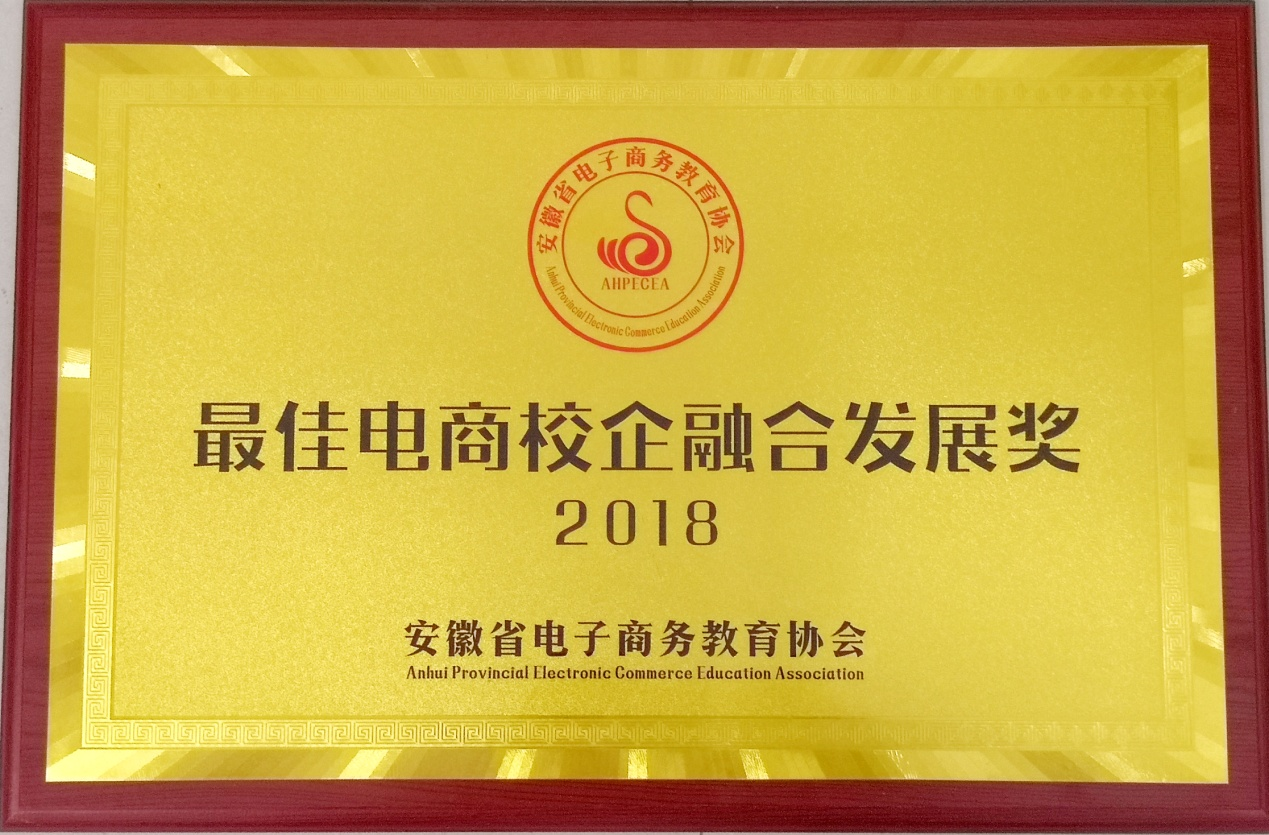 安徽省电子商务教育协会
AHPECEA
Anhui Provincial Electronic Commerce Education Association
最佳电商校企融合发展奖
2018
安徽省电子商务教育协会
Anhui Provincial Electronic Commerce Education Association